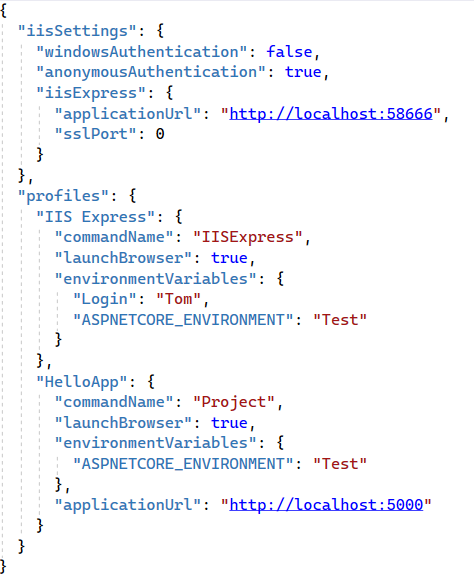 {
  "iisSettings": {
    "windowsAuthentication": false,
    "anonymousAuthentication": true,
    "iisExpress": {
      "applicationUrl": "http://localhost:58666",
      "sslPort": 0
    }
  },
  "profiles": {
    "IIS Express": {
      "commandName": "IISExpress",
      "launchBrowser": true,
      "environmentVariables": {
        "Login": "Tom",
        "ASPNETCORE_ENVIRONMENT": "Test"
      }
    },
    "HelloApp": {
      "commandName": "Project",
      "launchBrowser": true,
      "environmentVariables": {
        "ASPNETCORE_ENVIRONMENT": "Test"
      },
      "applicationUrl": "http://localhost:5000"
    }
  }
}